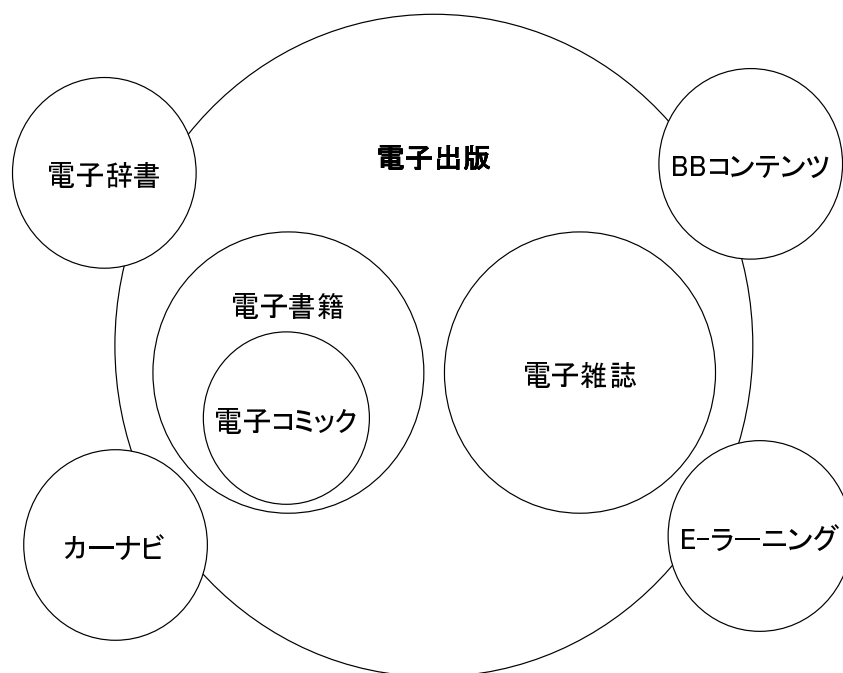 電子出版
電子辞書
BBコンテンツ
電子書籍
電子雑誌
電子コミック
カーナビ
E-ラーニング